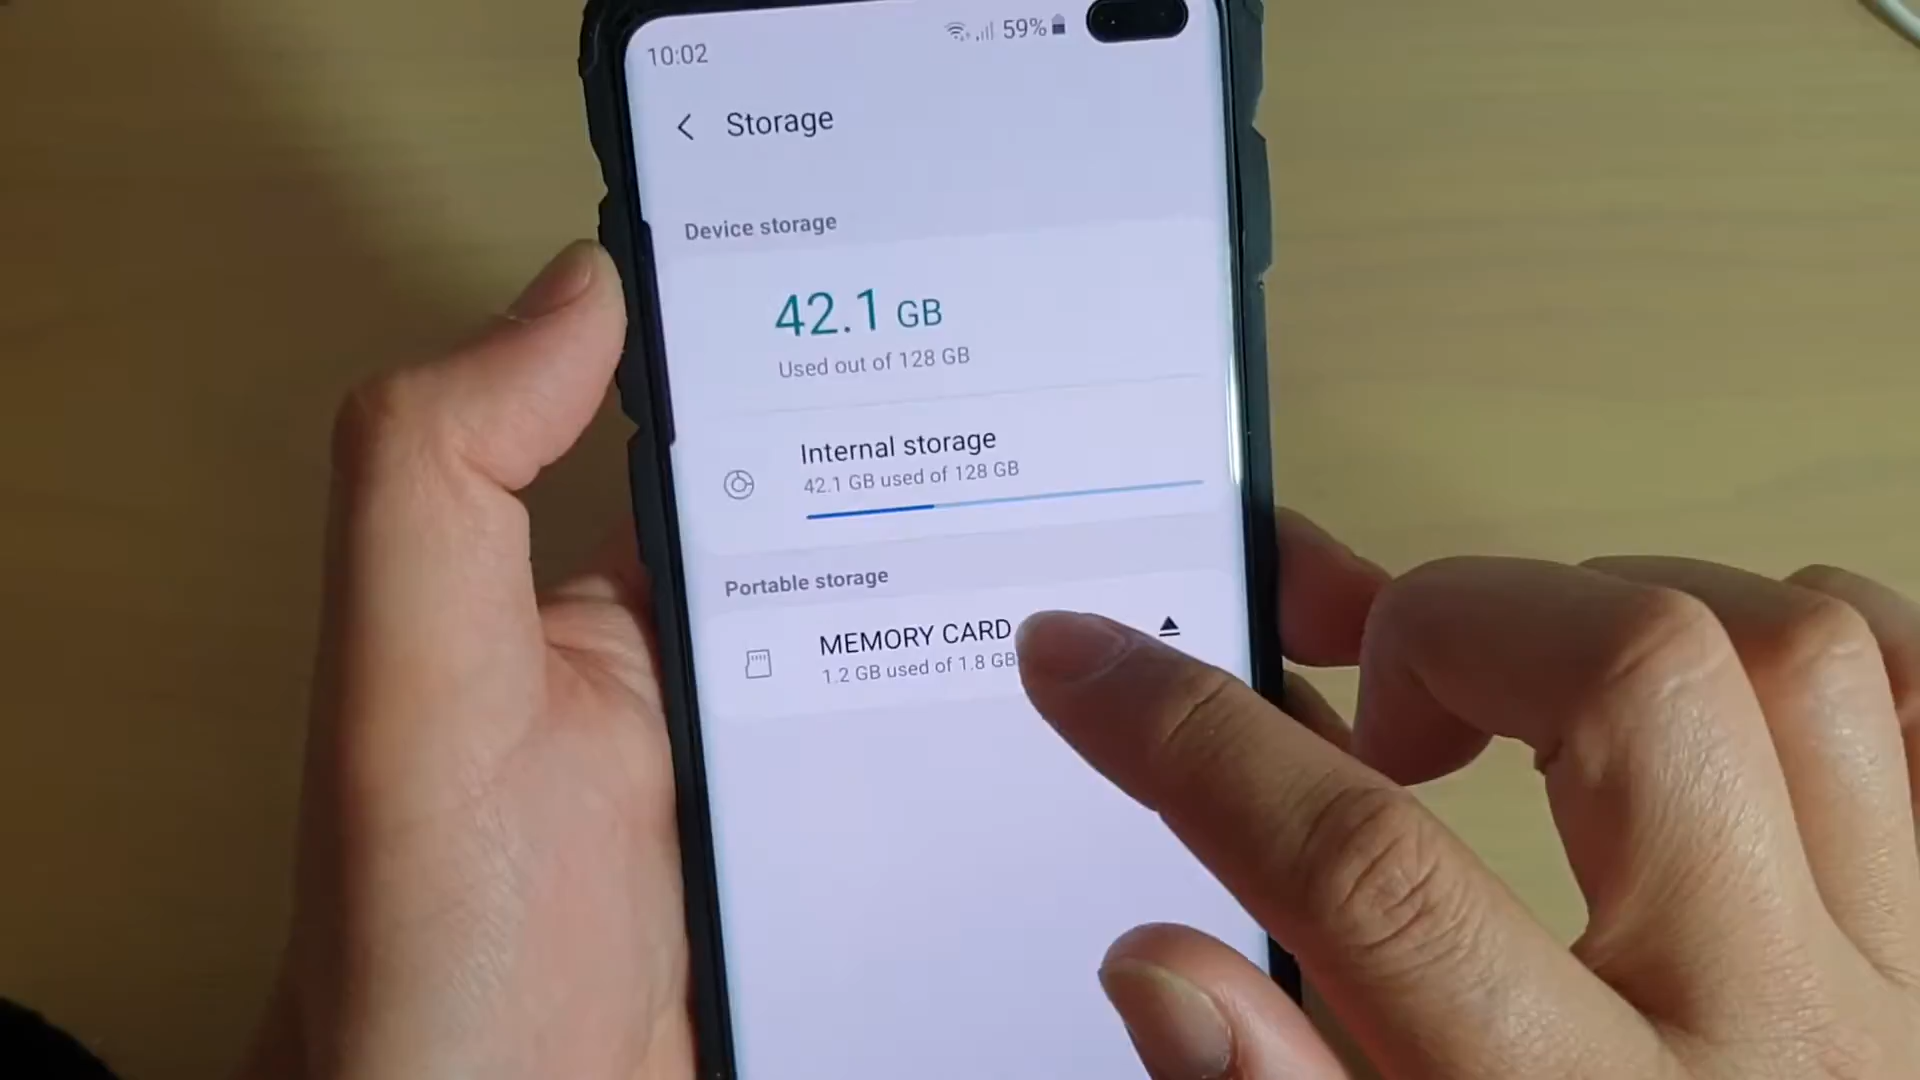 10:02
59%
Storage
Device storage
42.1 GB
Used out of 128 GB
Internal storage
42.1 GB used of 128 GB
Portable storage
MEMORY CARD
1.2 GB used of 1.8 GB